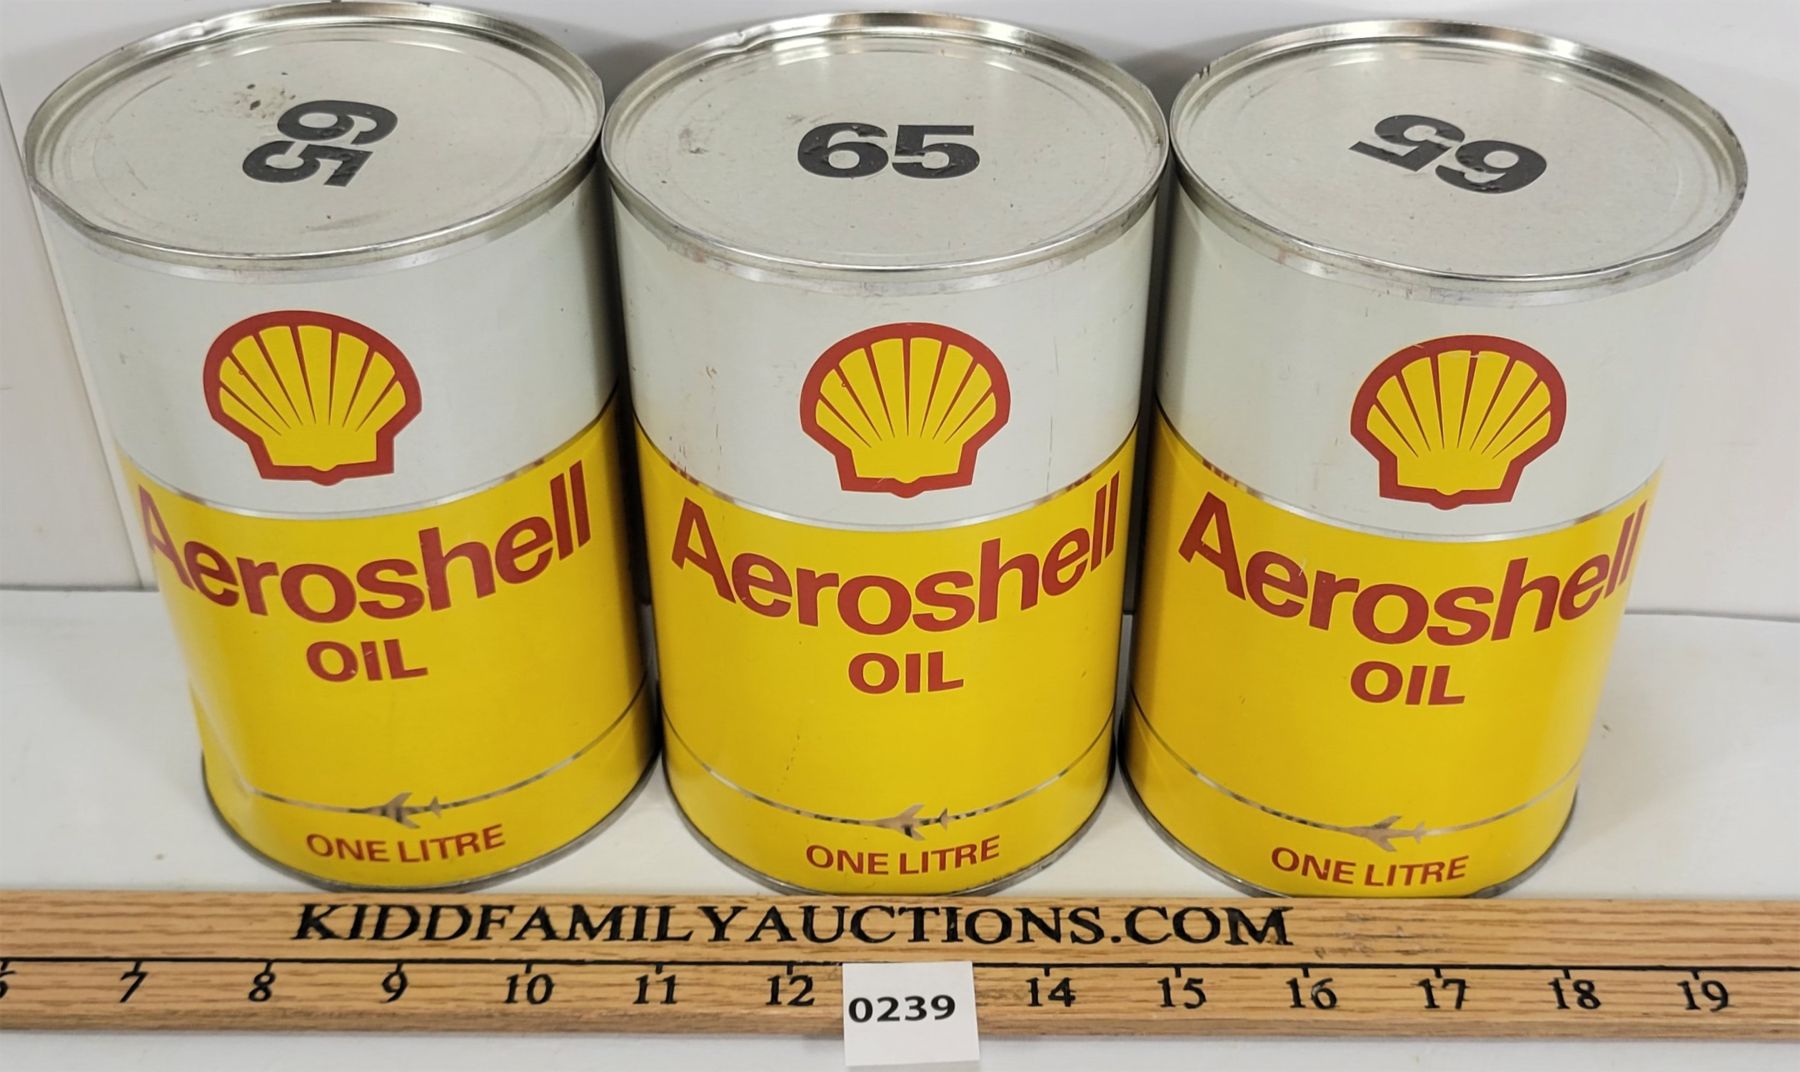 65
65
65
Aeroshell
OIL
ONE LITRE
Aeroshell
OIL
ONE LITRE
Aeroshell
OIL
ONE LITRE
KIDDFAMILYAUCTIONS.COM
6 7 8 9 10 11 12 14 15 16 17 18 19
0239